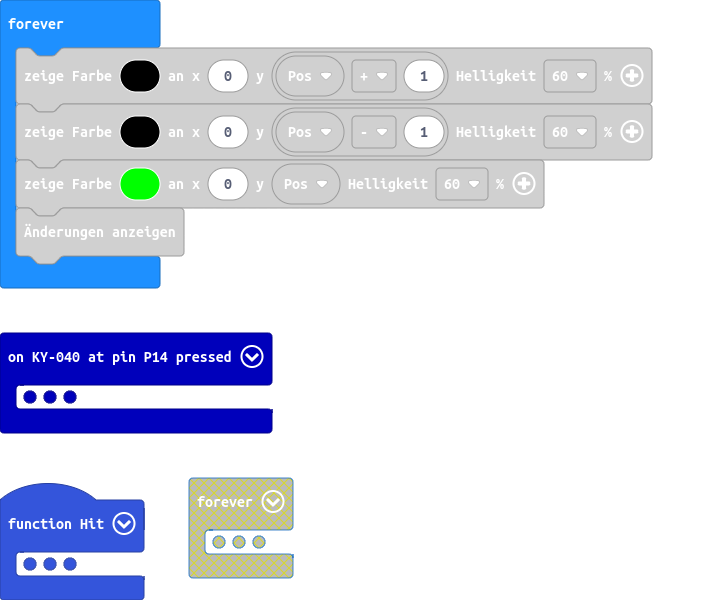 forever
zeige Farbe an x 0 y Pos + 1 Helligkeit 60 %
zeige Farbe an x 0 y Pos - 1 Helligkeit 60 %
zeige Farbe an x 0 y Pos Helligkeit 60 %
Änderungen anzeigen
on KY-040 at pin P14 pressed
function Hit
forever